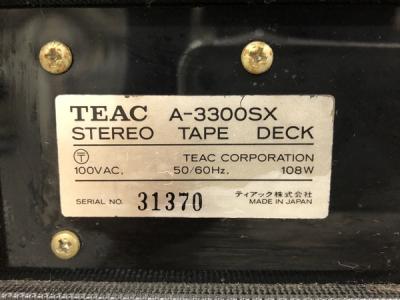 TEAC A-3300SX
STEREO TAPE DECK
〒 TEAC CORPORATION
100VAC, 50/60Hz, 108W
SERIAL NO. 31370 ティアック株式会社
MADE IN JAPAN